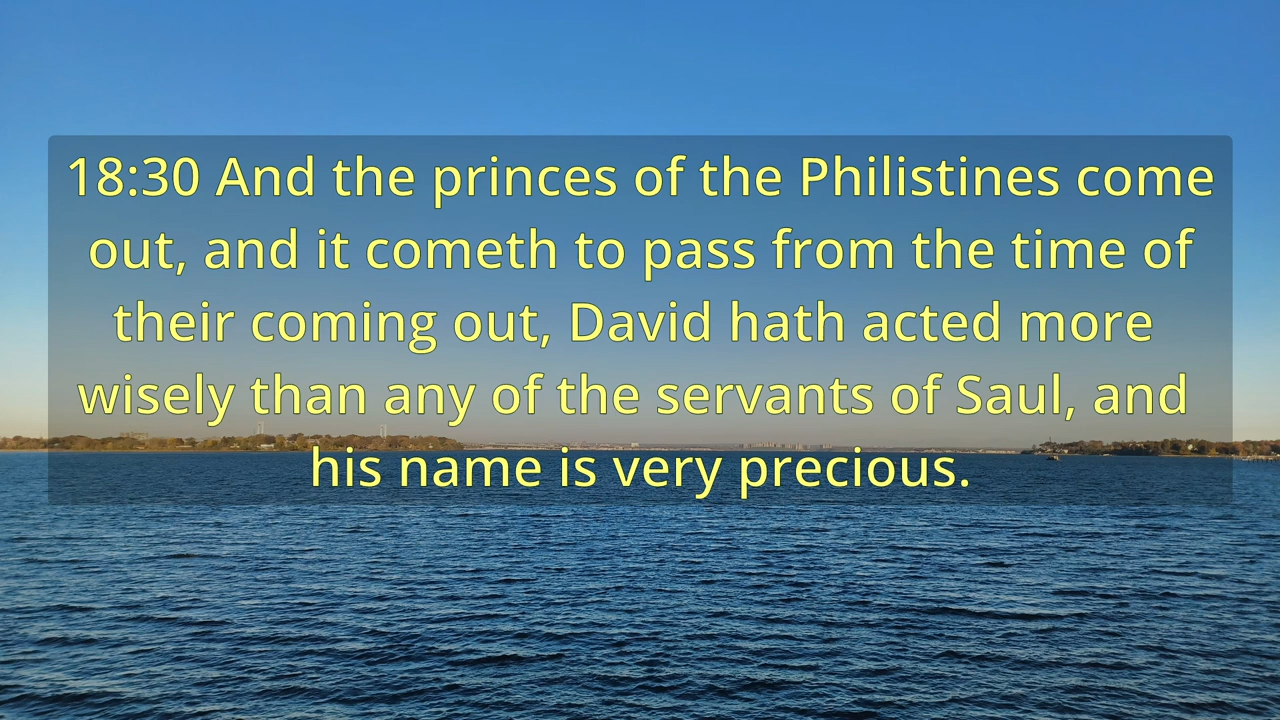 18:30 And the princes of the Philistines come
out, and it cometh to pass from the time of
their coming out, David hath acted more
wisely than any of the servants of Saul, and
his name is very precious.